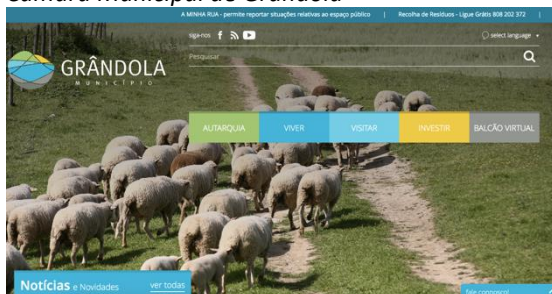 Câmara Municipal de Grândola
A MINHA RUA - permite reportar situações relativas ao espaço público | Recolha de Resíduos - Ligue Grátis 808 202 372 |
siga-nos select language
Pesquisar
GRÂNDOLA
MUNICÍPIO
AUTARQUIA VIVER VISITAR INVESTIR BALCÃO VIRTUAL
Notícias e Novidades ver todas
fale connosco!